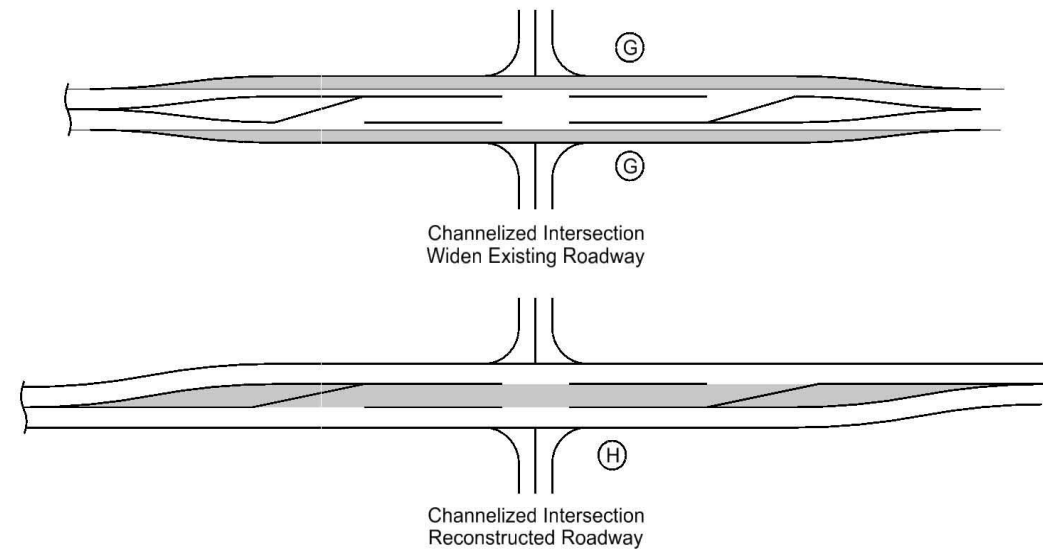 G
G
Channelized Intersection
Widen Existing Roadway
H
Channelized Intersection
Reconstructed Roadway